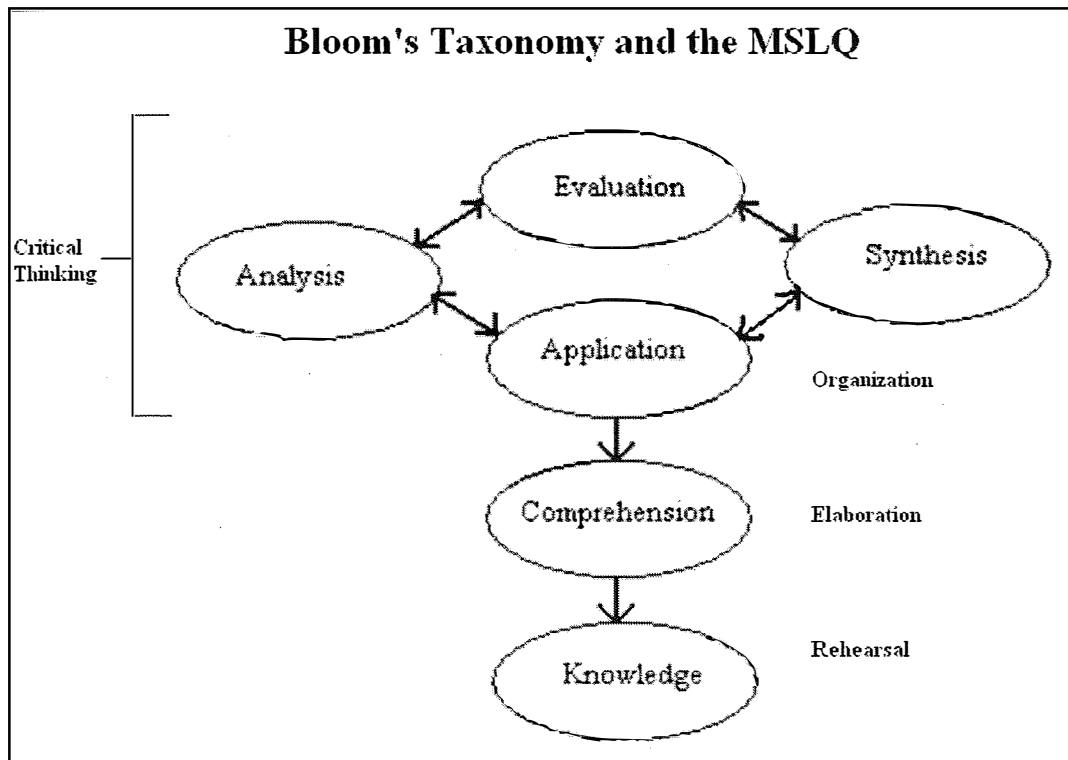 Bloom's Taxonomy and the MSLQ
Evaluation
Critical
Thinking
Analysis
Synthesis
Application
Organization
Comprehension
Elaboration
Rehearsal
Knowledge